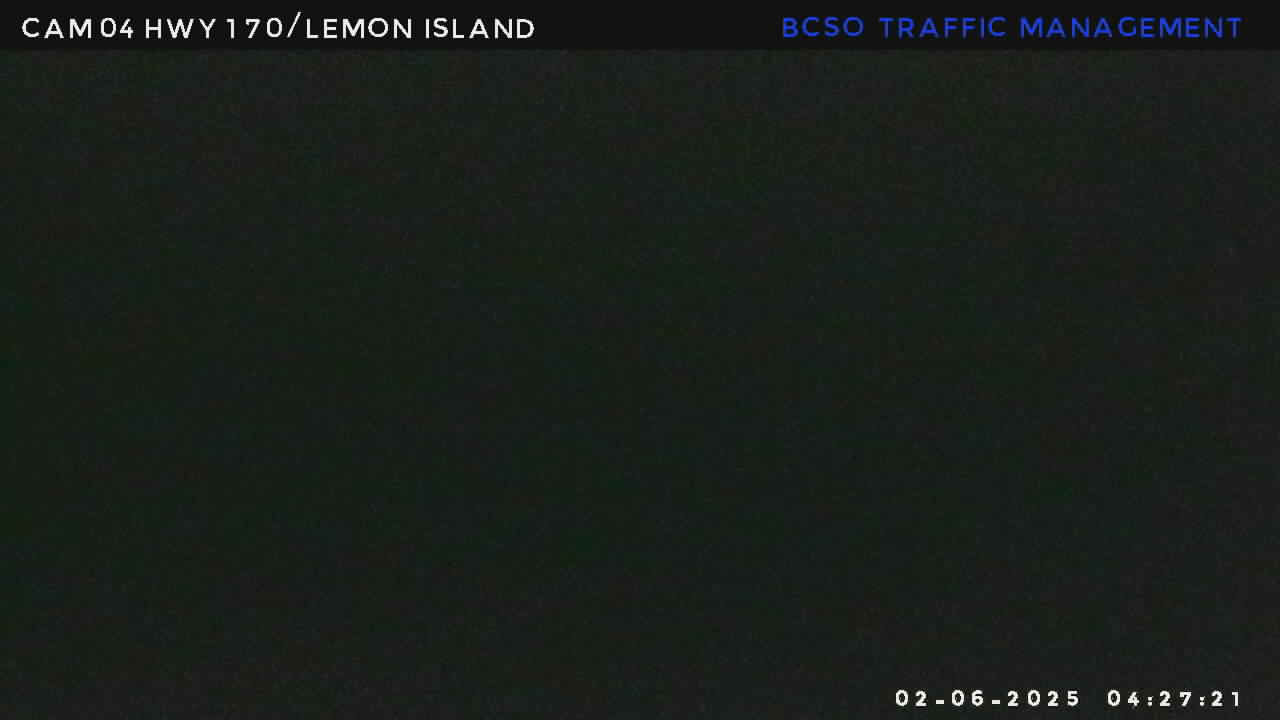 CAM04 HWY 170/LEMON ISLAND
BCSO TRAFFIC MANAGEMENT
02-06-2025 04:27:21